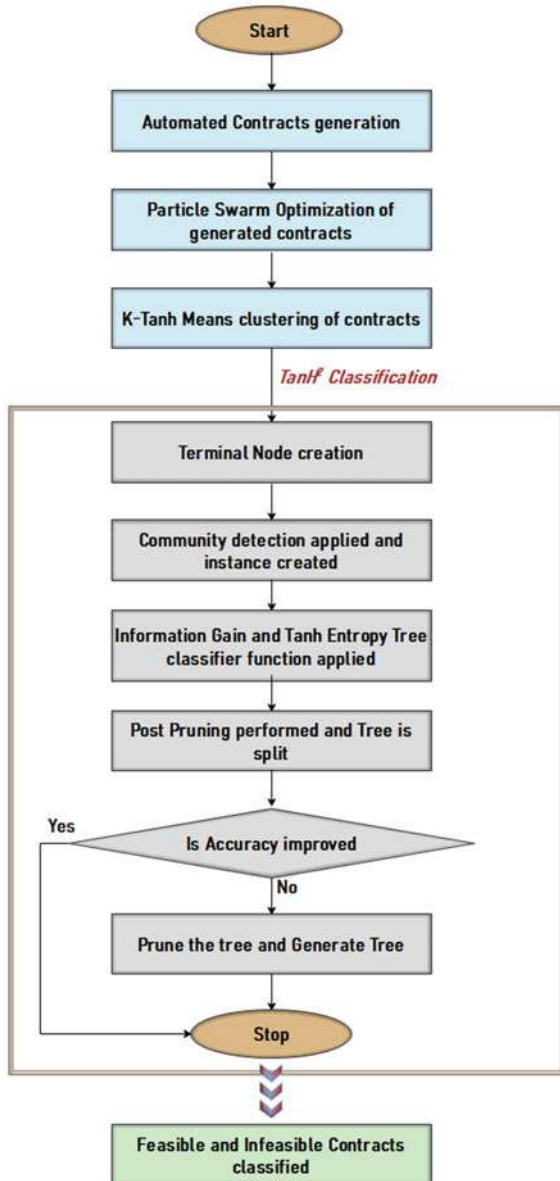 Start
Automated Contracts generation
Particle Swarm Optimization of
generated contracts
K-Tanh Means clustering of contracts
TanHe Classification
Terminal Node creation
Community detection applied and
instance created
Information Gain and Tanh Entropy Tree
classifier function applied
Post Pruning performed and Tree is
split
Yes
Is Accuracy improved
No
Prune the tree and Generate Tree
Stop
Feasible and Infeasible Contracts
classified